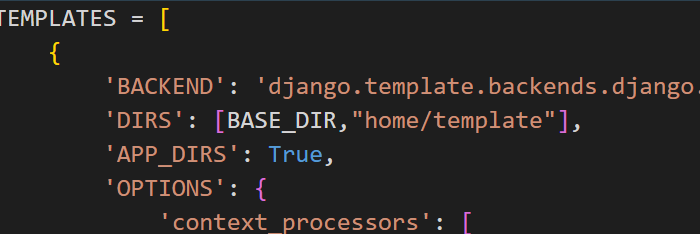 TEMPLATES = [
{
'BACKEND': 'django.template.backends.django.
'DIRS': [BASE_DIR,"home/template"],
'APP_DIRS': True,
'OPTIONS': {
'context_processors': [